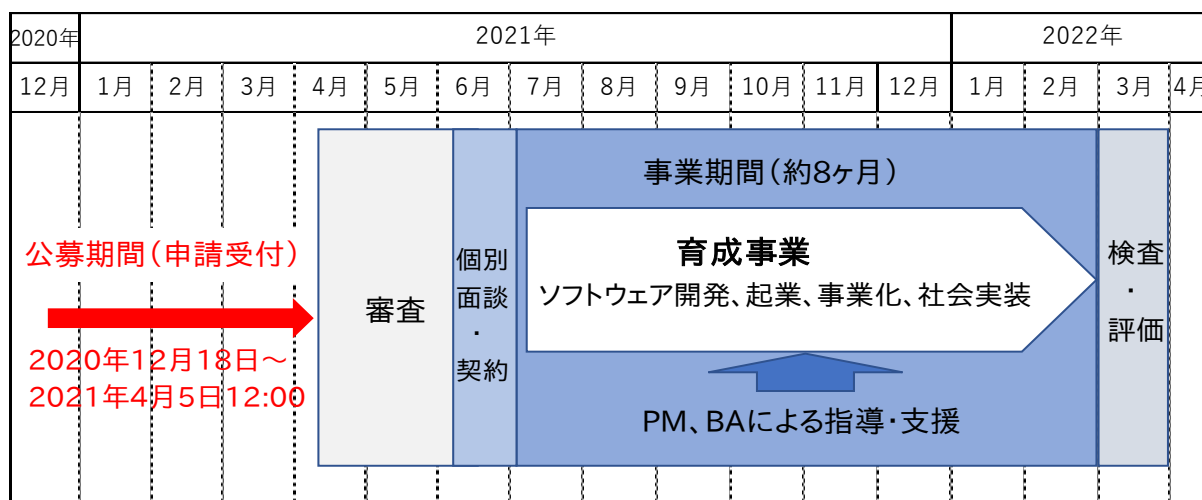 2020年 2021年 2022年
12月 1月 2月 3月 4月 5月 6月 7月 8月 9月 10月 11月 12月 1月 2月 3月 4月
公募期間（申請受付）
2020年12月18日～
2021年4月5日12:00
審査
個別
面談
・
契約
事業期間（約8ヶ月）
育成事業
ソフトウェア開発、起業、事業化、社会実装
PM、BAによる指導・支援
検査
・
評価